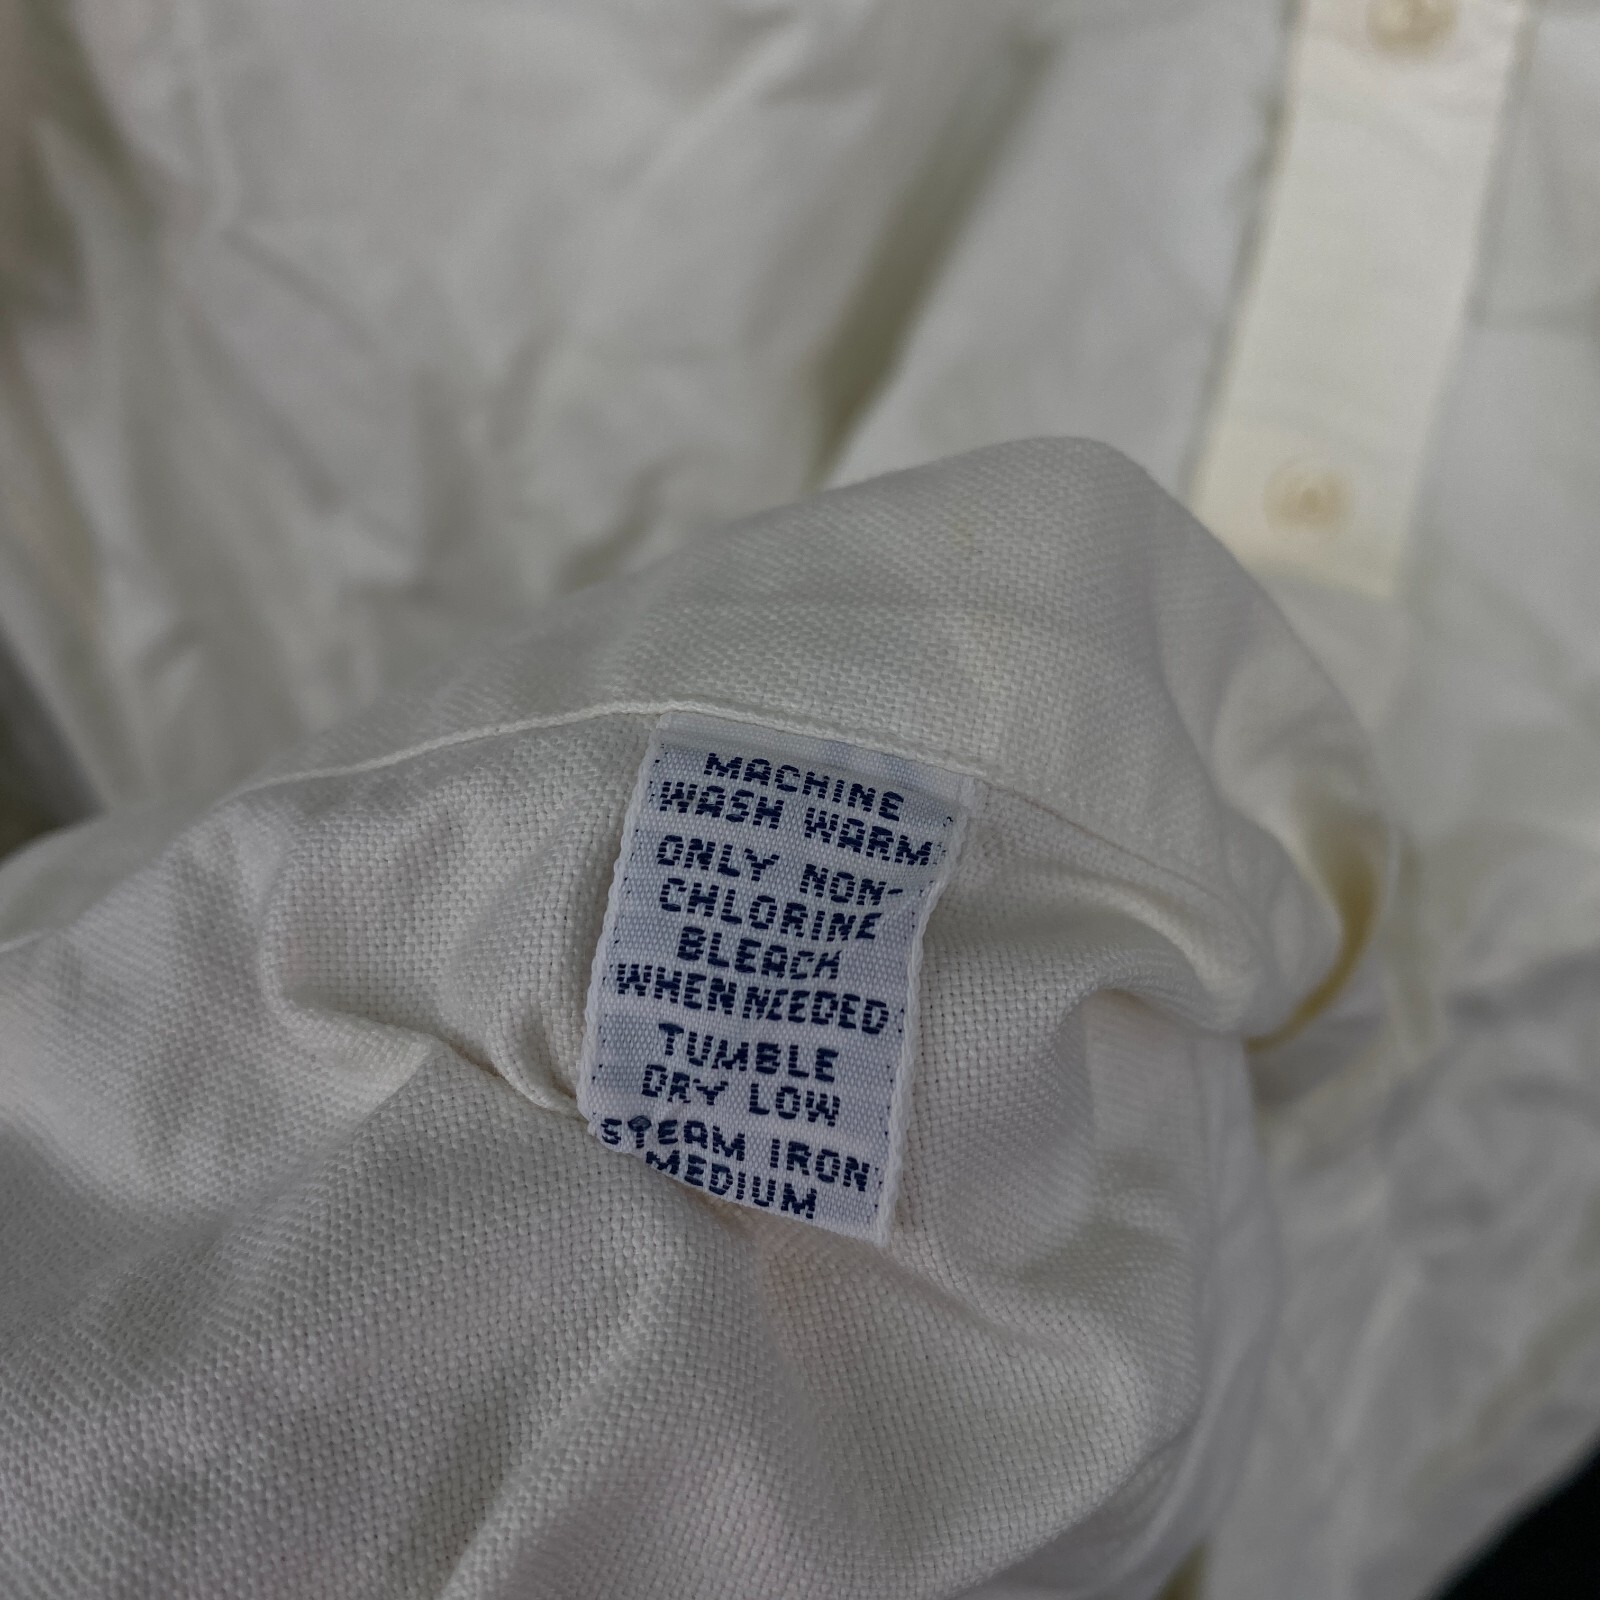 MACHINE
WASH WARM
ONLY NON-
CHLORINE
BLEACH
WHEN NEEDED
TUMBLE
DRY LOW
STEAM IRON
MEDIUM